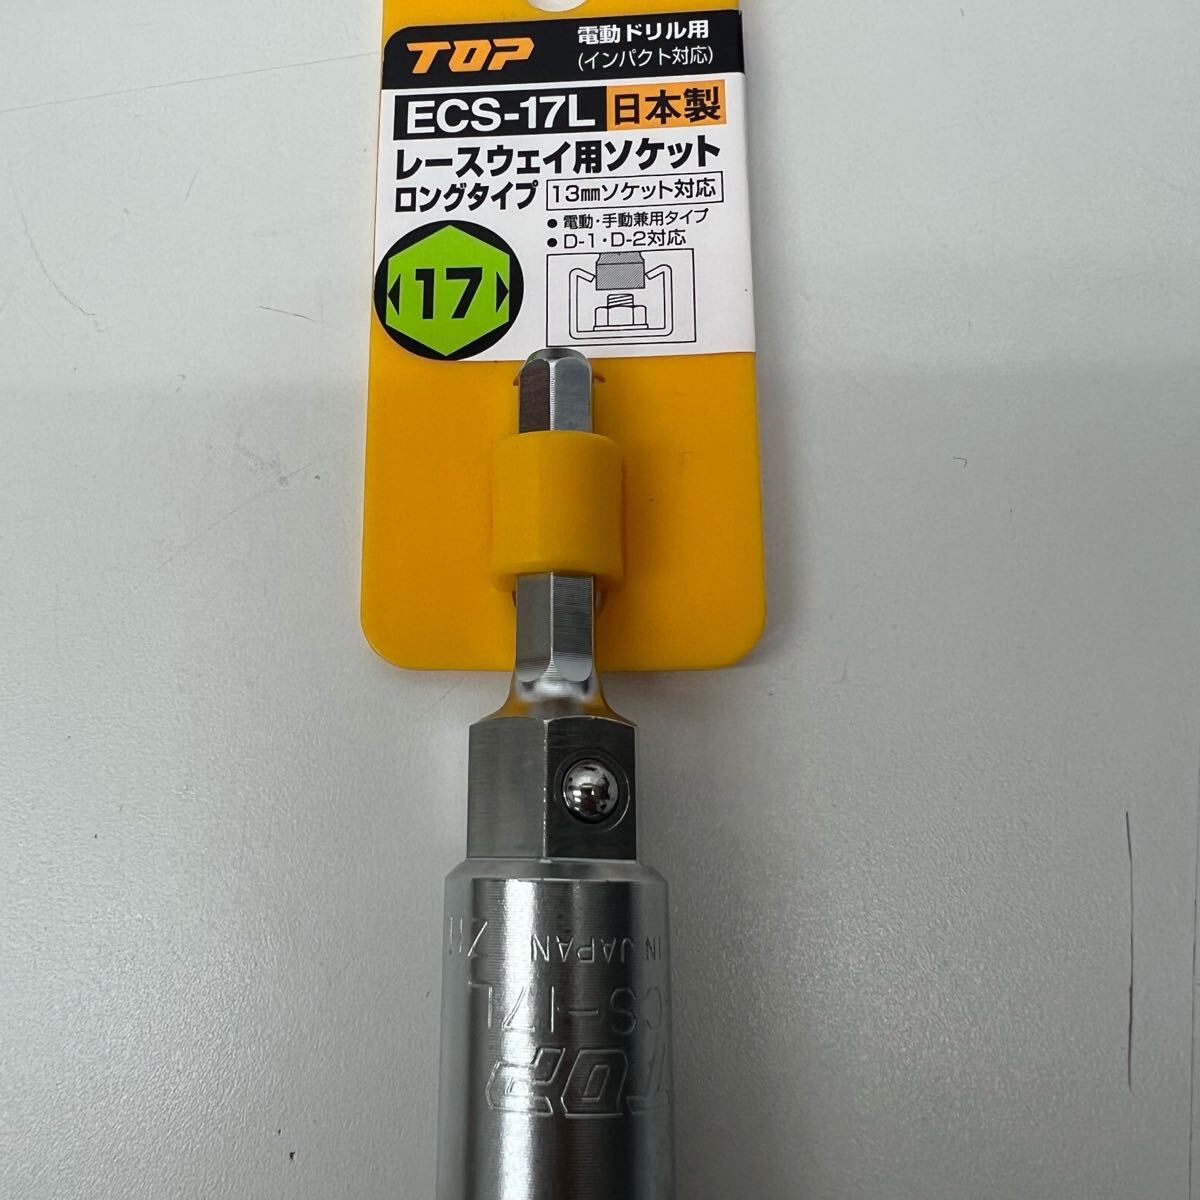 TOP
電動ドリル用
(インパクト対応)
ECS-17L 日本製
レースウェイ用ソケット
ロングタイプ 13mmソケット対応
● 電動・手動兼用タイプ
● D-1・D-2対応
17
IN JAPAN
CS-17L
TOP